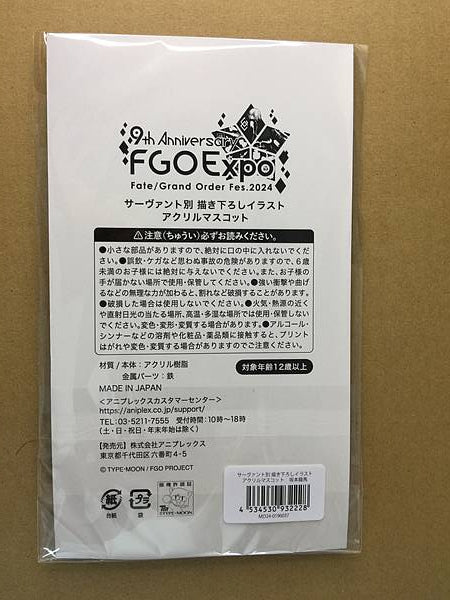 9th Anniversary
FGO Expo
Fate/Grand Order Fes.2024
サーヴァント別 描き下ろしイラスト
アクリルマスコット
注意(ちゅうい)必ずお読みください。
●小さな部品がありますので、絶対に口の中に入れないでくださ
い。●誤飲・ケガなど思わぬ事故の危険がありますので、6歳
未満のお子様には絶対に与えないでください。また、お子様の
手が届かない場所で使用・保管してください。●強い衝撃や曲げ
るなどの無理な力が加わると、割れなど破損することがあります。
●破損した場合は使用しないでください。●火気・熱源の近く
や直射日光の当たる場所、高温・多湿な場所で使用・保管しない
でください。変色・変形・変質する場合があります。●アルコール・
シンナーなどの溶剤や化粧品・薬品類に接触すると、プリント
はがれや変色・変質する場合がありますのでご注意ください。
材質/本体:アクリル樹脂
金属パーツ:鉄
MADE IN JAPAN
対象年齢12歳以上
<アニプレックスカスタマーセンター>
https://aniplex.co.jp/support/
TEL:03-5211-7555 受付時間:10時~18時
(土・日・祝日・年末年始は除く)
[発売元]株式会社アニプレックス
東京都千代田区六番町4-5
© TYPE-MOON / FGO PROJECT
台紙
プラ
袋
版権許諾証
TM
TYPE-MOON
サーヴァント別 描き下ろしイラスト
アクリルマスコット 坂本龍馬
4 534530 932228
MD24-0196037